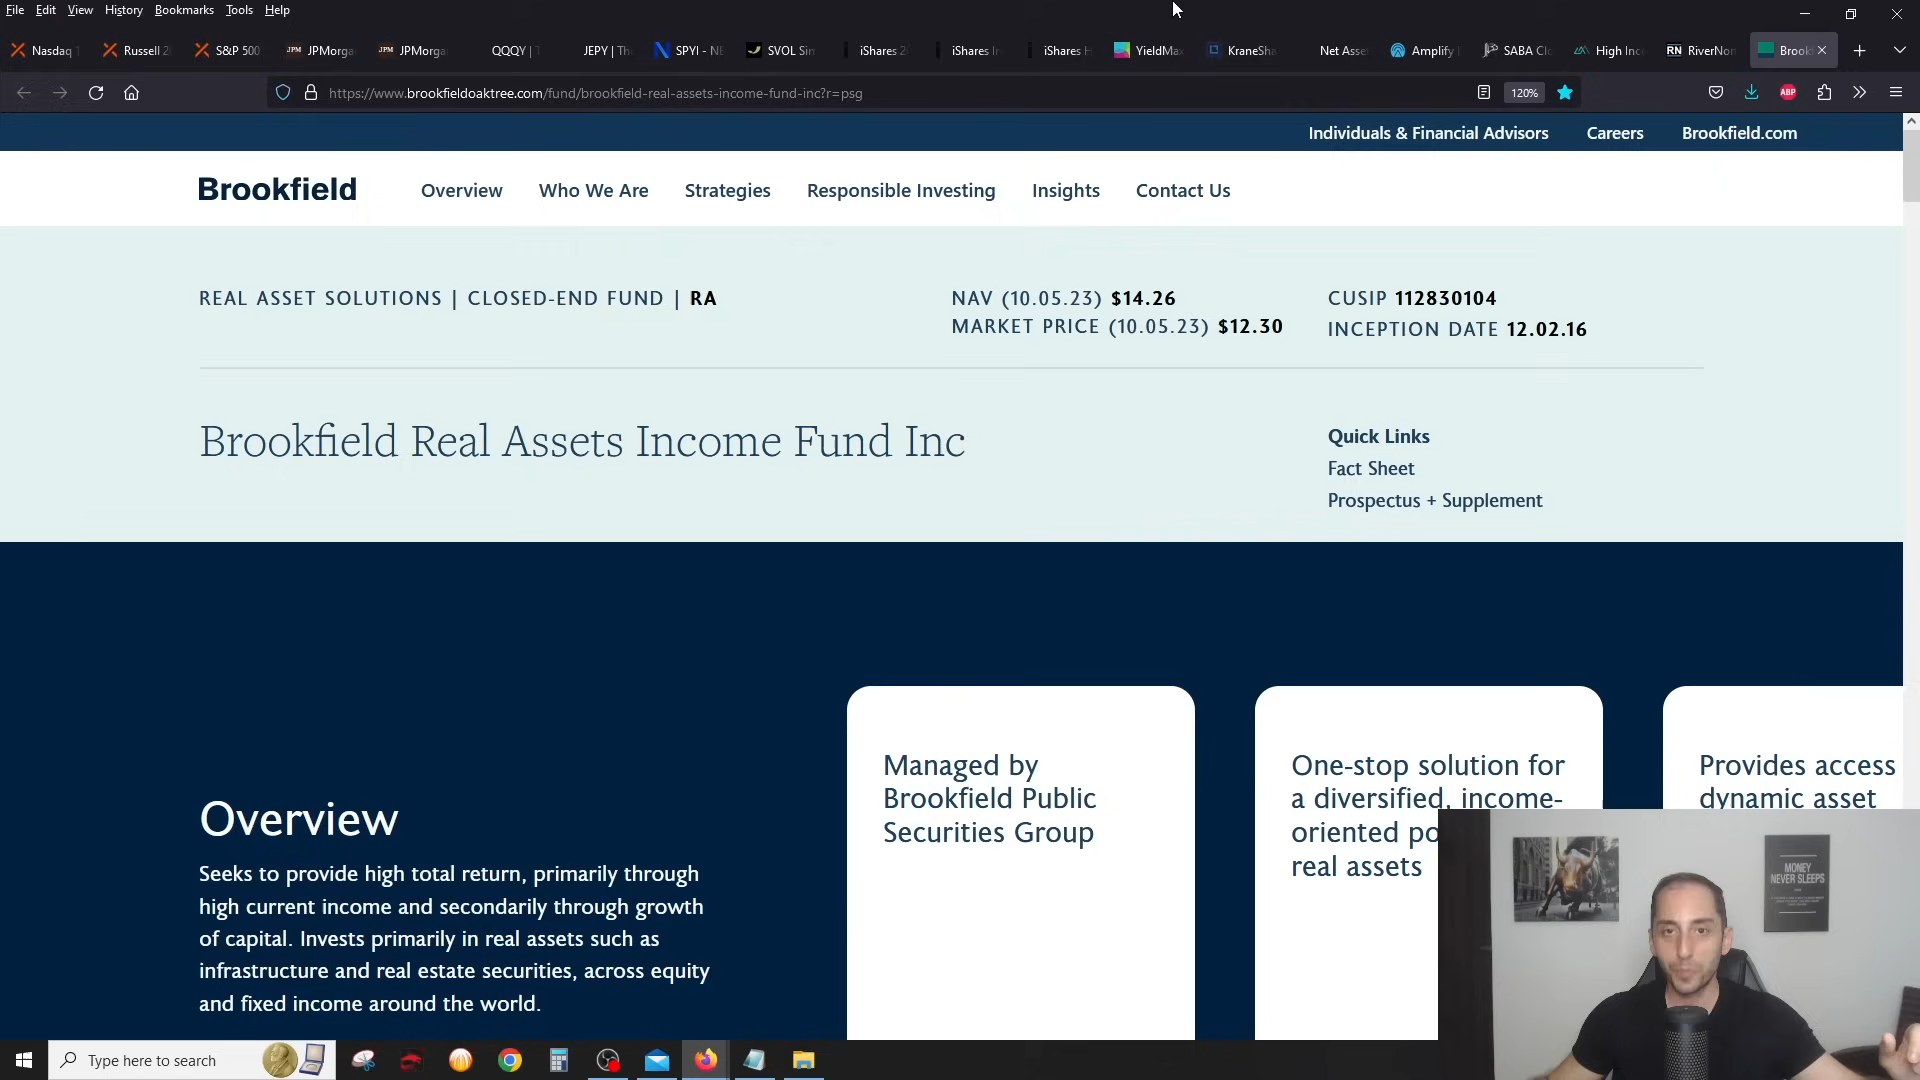 File Edit View History Bookmarks Tools Help
Nasdaq
Russell
S&P 500
JPM JPMorga
JPM JPMorga
QQQY |
JEPY | Th
SPYI - NE
SVOL Sim
iShares 2
iShares
iShares
YieldMax
KraneSha
Net Asse
Amplify
SABA Cl
High Inc
RN RiverNor
Brook
https://www.brookfieldoaktree.com/fund/brookfield-real-assets-income-fund-inc?r=psg
120%
ABP
Individuals & Financial Advisors Careers Brookfield.com
Brookfield Overview Who We Are Strategies Responsible Investing Insights Contact Us
REAL ASSET SOLUTIONS | CLOSED-END FUND | RA
NAV (10.05.23) $14.26
MARKET PRICE (10.05.23) $12.30
CUSIP 112830104
INCEPTION DATE 12.02.16
Brookfield Real Assets Income Fund Inc
Quick Links
Fact Sheet
Prospectus + Supplement
Overview
Seeks to provide high total return, primarily through
high current income and secondarily through growth
of capital. Invests primarily in real assets such as
infrastructure and real estate securities, across equity
and fixed income around the world.
Managed by
Brookfield Public
Securities Group
One-stop solution for
a diversified, income-
oriented po
real assets
Provides access
dynamic asset
MONEY
NEVER SLEEPS
Type here to search